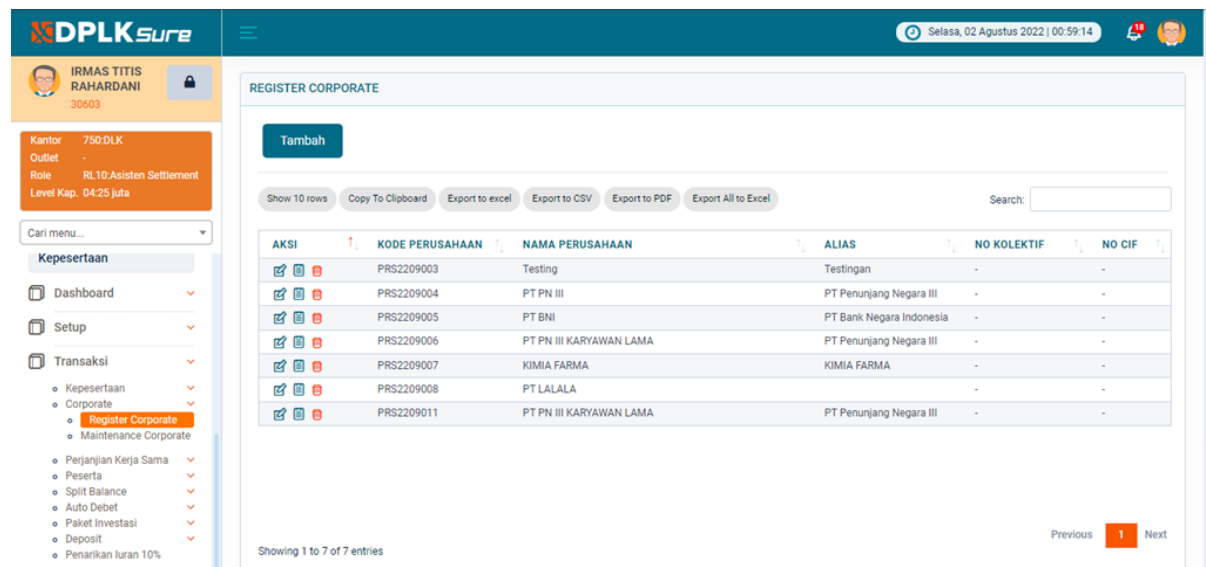 DPLKSure
Selasa, 02 Agustus 2022 | 00:59:14
18
IRMAS TITIS
RAHARDANI
30603
Kantor 750:DLK
Outlet -
Role RL10:Asisten Settlement
Level Kap. 04:25 juta
Cari menu...
Kepesertaan
Dashboard
Setup
Transaksi
Kepesertaan
Corporate
Register Corporate
Maintenance Corporate
Perjanjian Kerja Sama
Peserta
Split Balance
Auto Debet
Paket Investasi
Deposit
Penarikan Iuran 10%
REGISTER CORPORATE
Tambah
Show 10 rows Copy To Clipboard Export to excel Export to CSV Export to PDF Export All to Excel Search:
AKSI KODE PERUSAHAAN NAMA PERUSAHAAN ALIAS NO KOLEKTIF NO CIF
PRS2209003 Testing Testingan - -
PRS2209004 PT PN III PT Penunjang Negara III - -
PRS2209005 PT BNI PT Bank Negara Indonesia - -
PRS2209006 PT PN III KARYAWAN LAMA PT Penunjang Negara III - -
PRS2209007 KIMIA FARMA KIMIA FARMA - -
PRS2209008 PT LALALA - -
PRS2209011 PT PN III KARYAWAN LAMA PT Penunjang Negara III - -
Previous 1 Next
Showing 1 to 7 of 7 entries